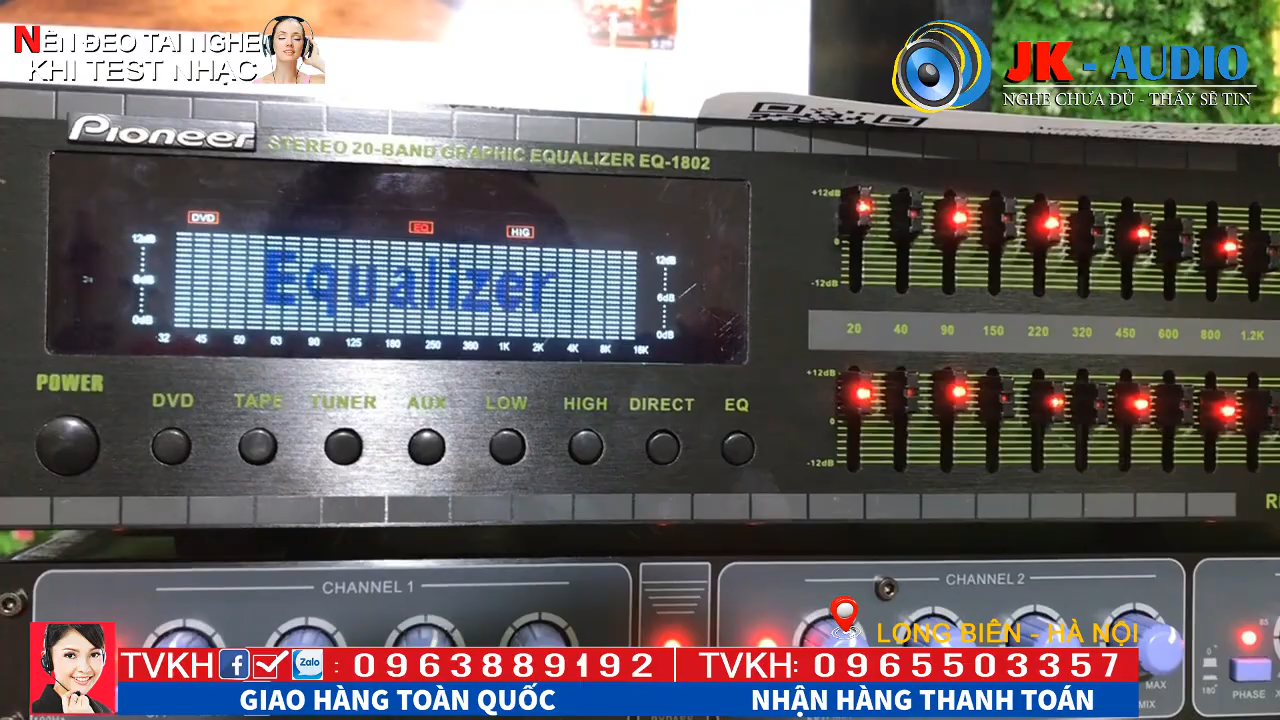 NÊN ĐEO TAI NGHE
KHI TEST NHẠC
JK - AUDIO
NGHE CHƯA ĐỦ - THẤY SẼ TIN
Pioneer
STEREO 20-BAND GRAPHIC EQUALIZER EQ-1802
DVD EQ HIG
12dB 6dB 0dB
Equalizer
12dB 6dB 0dB
32 45 50 63 90 125 180 250 360 1K 2K 4K 8K 16K
+12dB
0
-12dB
20 40 90 150 220 320 450 600 800 1.2K
+12dB
0
-12dB
POWER
DVD TAPE TUNER AUX LOW HIGH DIRECT EQ
CHANNEL 1
CHANNEL 2
LONG BIÊN - HÀ NỘI
TVKH f Zalo : 0963889192 | TVKH: 0965503357
GIAO HÀNG TOÀN QUỐC
NHẬN HÀNG THANH TOÁN
MAX
MIX
85
0°
180°
PHASE